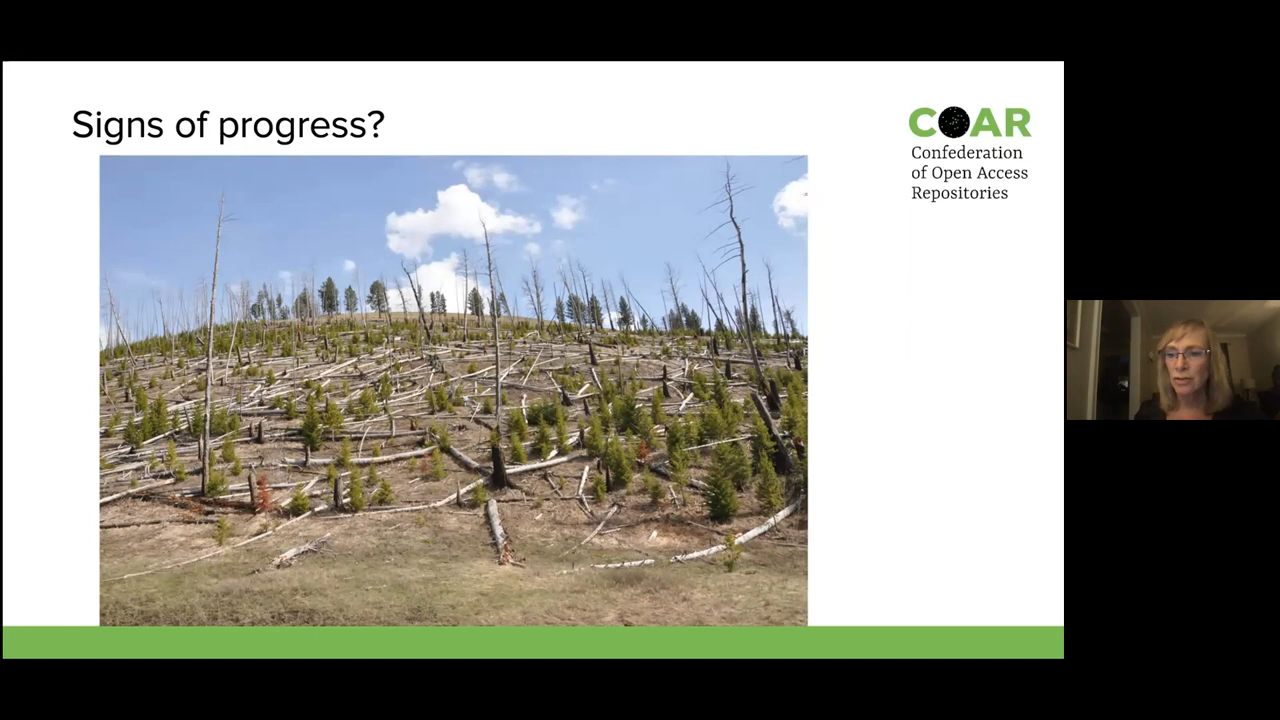 Signs of progress?
COAR
Confederation
of Open Access
Repositories